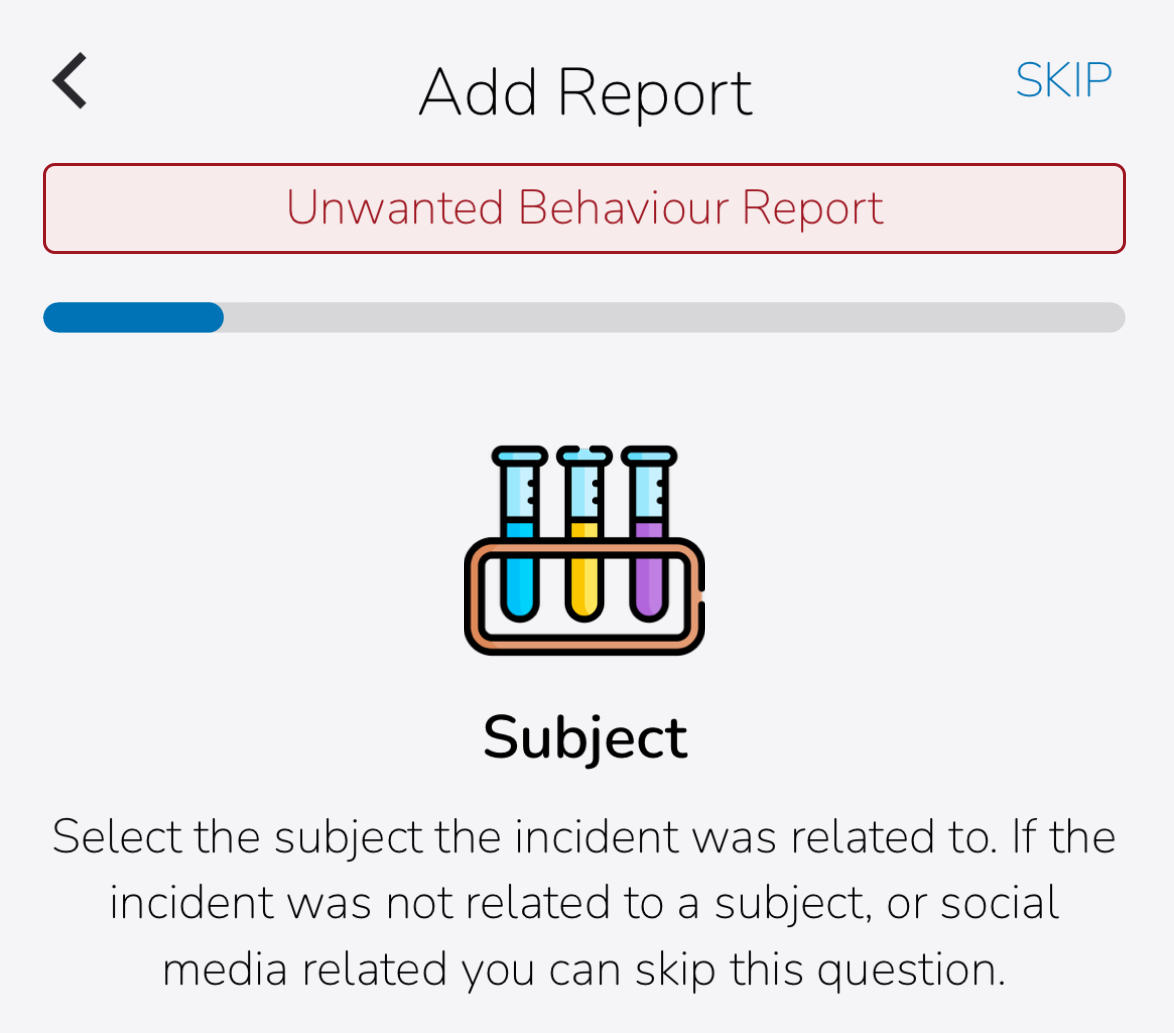 Add Report
SKIP
Unwanted Behaviour Report
Subject
Select the subject the incident was related to. If the
incident was not related to a subject, or social
media related you can skip this question.